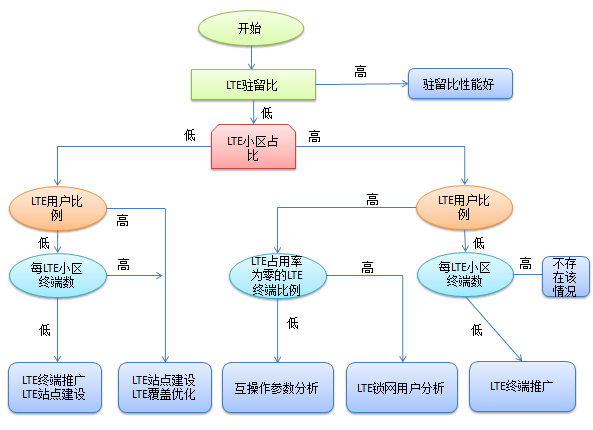 开始
LTE驻留比
高
驻留比性能好
低
LTE小区占
比
低
高
LTE用户比
例
高
低
每LTE小区
终端数
高
低
LTE用户比
例
高
低
LTE占用率
为零的LTE
终端比例
高
低
每LTE小区
终端数
高
不存
在该
情况
低
LTE终端推广
LTE站点建设
LTE站点建设
LTE覆盖优化
互操作参数分析
LTE锁网用户分析
LTE终端推广